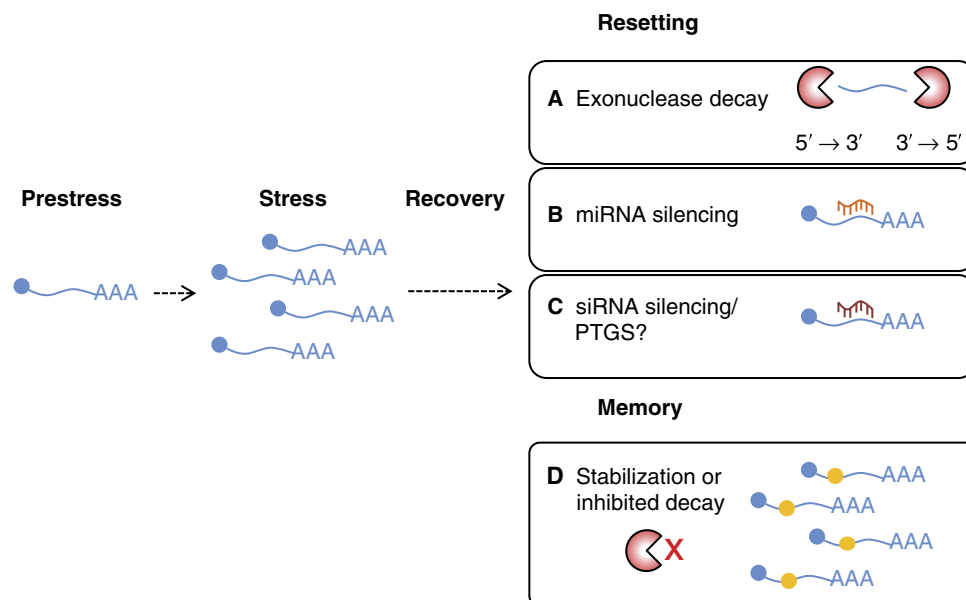 Resetting
A Exonuclease decay
5′ → 3′ 3′ → 5′
Prestress
Stress
Recovery
AAA
AAA
AAA
AAA
AAA
B miRNA silencing
AAA
C siRNA silencing/
PTGS?
AAA
Memory
D Stabilization or
inhibited decay
X
AAA
AAA
AAA
AAA